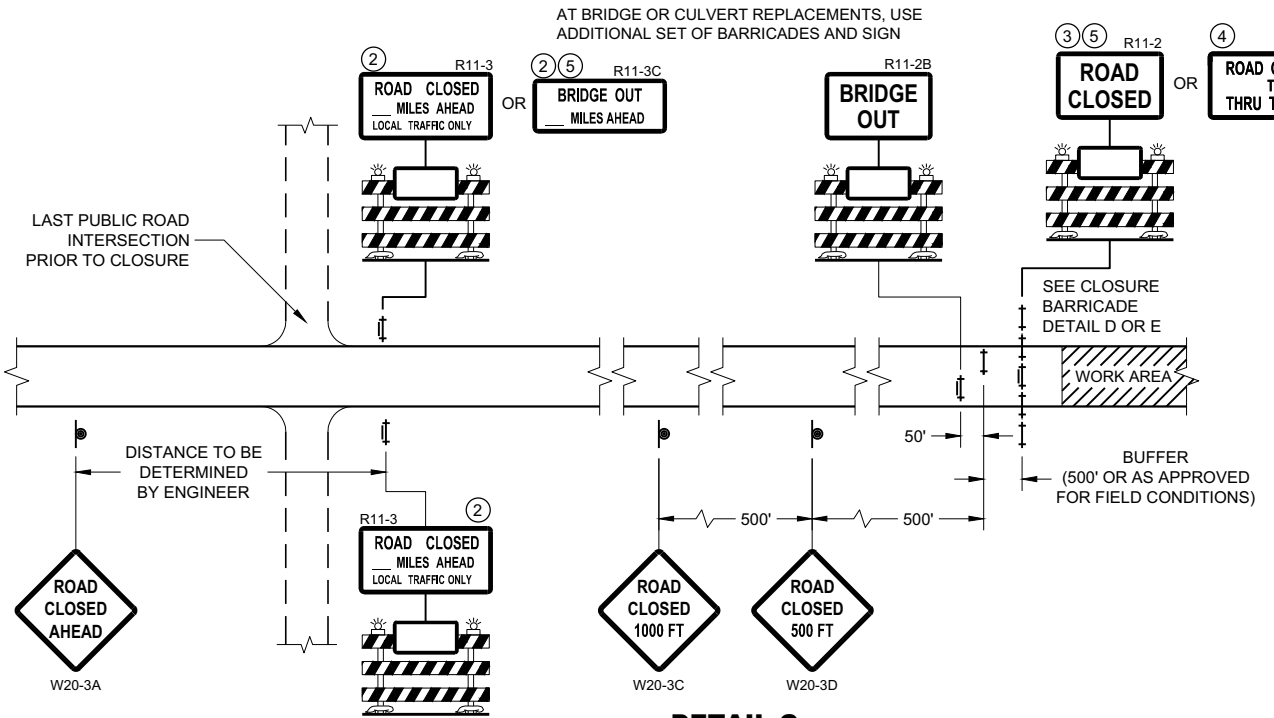 AT BRIDGE OR CULVERT REPLACEMENTS, USE
ADDITIONAL SET OF BARRICADES AND SIGN
2
R11-3
ROAD CLOSED
___ MILES AHEAD
LOCAL TRAFFIC ONLY
OR
2 5
R11-3C
BRIDGE OUT
___ MILES AHEAD
R11-2B
BRIDGE
OUT
3 5
R11-2
ROAD
CLOSED
OR
4
ROAD
THRU
LAST PUBLIC ROAD
INTERSECTION
PRIOR TO CLOSURE
SEE CLOSURE
BARRICADE
DETAIL D OR E
WORK AREA
DISTANCE TO BE
DETERMINED
BY ENGINEER
50'
BUFFER
(500' OR AS APPROVED
FOR FIELD CONDITIONS)
500'
500'
R11-3
2
ROAD CLOSED
___ MILES AHEAD
LOCAL TRAFFIC ONLY
ROAD
CLOSED
AHEAD
W20-3A
ROAD
CLOSED
1000 FT
W20-3C
ROAD
CLOSED
500 FT
W20-3D